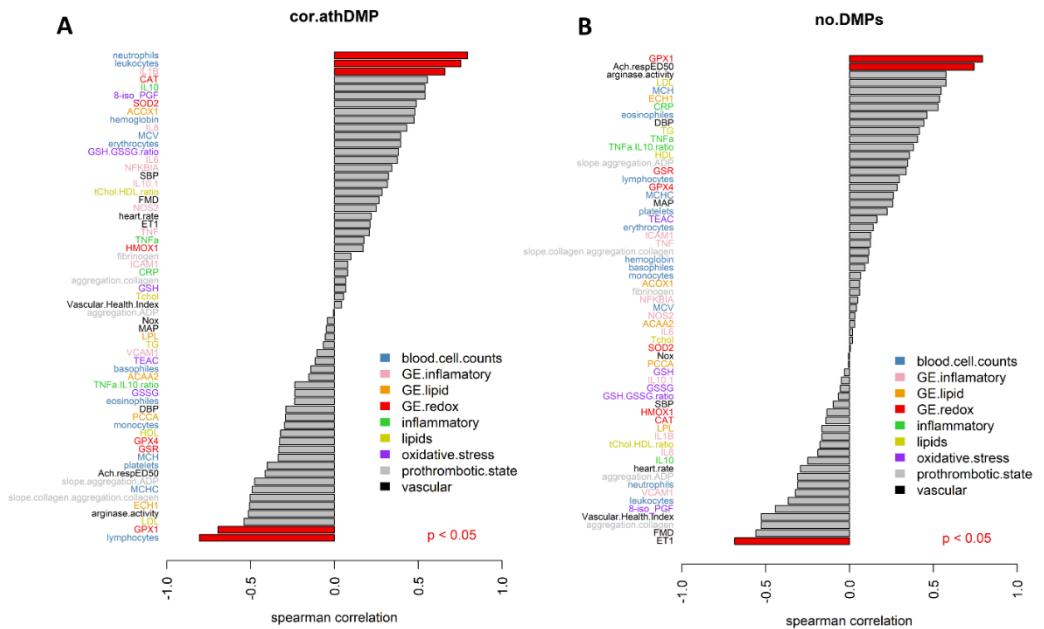 A
cor.athDMP
neutrophils
leukocytes
IL1B
CAT
IL10
8-iso_PGF
SOD2
ACOX1
hemoglobin
IL8
MCV
erythrocytes
GSH.GSSG.ratio
IL6
NFKBIA
SBP
IL10.1
tChol.HDL.ratio
FMD
NOS2
heart.rate
ET1
TNF
TNFa
HMOX1
fibrinogen
ICAM1
CRP
aggregation.collagen
GSH
Tchol
Vascular.Health.Index
aggregation.ADP
Nox
MAP
LPL
TG
VCAM1
TEAC
basophiles
ACAA2
TNFa.IL10.ratio
GSSG
eosinophiles
DBP
PCCA
monocytes
HDL
GPX4
GSR
MCH
platelets
Ach.respED50
slope.aggregation.ADP
MCHC
slope.collagen.aggregation.collagen
ECH1
arginase.activity
LDL
GPX1
lymphocytes
blood.cell.counts
GE.inflamatory
GE.lipid
GE.redox
inflammatory
lipids
oxidative.stress
prothrombotic.state
vascular
p < 0.05
-1.0
-0.5
0.0
0.5
1.0
spearman correlation
B
no.DMPs
GPX1
Ach.respED50
arginase.activity
LDL
MCH
ECH1
CRP
eosinophiles
DBP
TG
TNFa
TNFa.IL10.ratio
HDL
slope.aggregation.ADP
GSR
lymphocytes
GPX4
MCHC
MAP
platelets
TEAC
erythrocytes
ICAM1
TNF
slope.collagen.aggregation.collagen
hemoglobin
basophiles
monocytes
ACOX1
fibrinogen
NFKBIA
MCV
NOS2
ACAA2
IL6
Tchol
SOD2
Nox
PCCA
GSH
IL10.1
GSSG
GSH.GSSG.ratio
SBP
HMOX1
CAT
LPL
IL1B
tChol.HDL.ratio
IL8
IL10
heart.rate
aggregation.ADP
neutrophils
VCAM1
leukocytes
8-iso_PGF
Vascular.Health.Index
aggregation.collagen
FMD
ET1
blood.cell.counts
GE.inflamatory
GE.lipid
GE.redox
inflammatory
lipids
oxidative.stress
prothrombotic.state
vascular
p < 0.05
-1.0
-0.5
0.0
0.5
1.0
spearman correlation